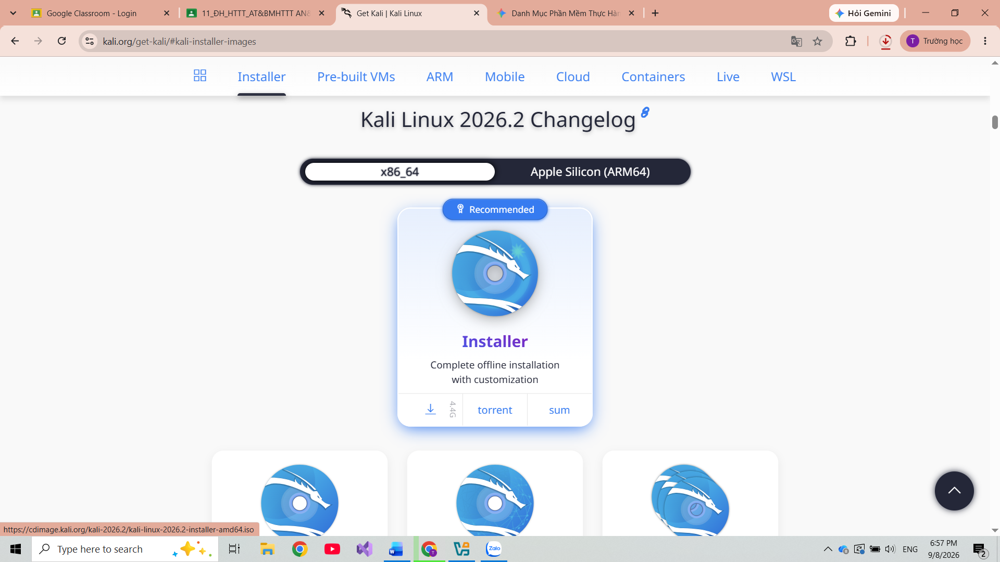 Google Classroom - Login
11_ĐH_HTTT_AT&BMHTTT AN&
Get Kali | Kali Linux
Danh Mục Phần Mềm Thực Hàn
Hỏi Gemini
kali.org/get-kali/#kali-installer-images
T
Trường học
Installer
Pre-built VMs
ARM
Mobile
Cloud
Containers
Live
WSL
Kali Linux 2026.2 Changelog
x86_64
Apple Silicon (ARM64)
Recommended
Installer
Complete offline installation
with customization
4.4G
torrent
sum
https://cdimage.kali.org/kali-2026.2/kali-linux-2026.2-installer-amd64.iso
Type here to search
Zalo
ENG
6:57 PM
9/8/2026
2